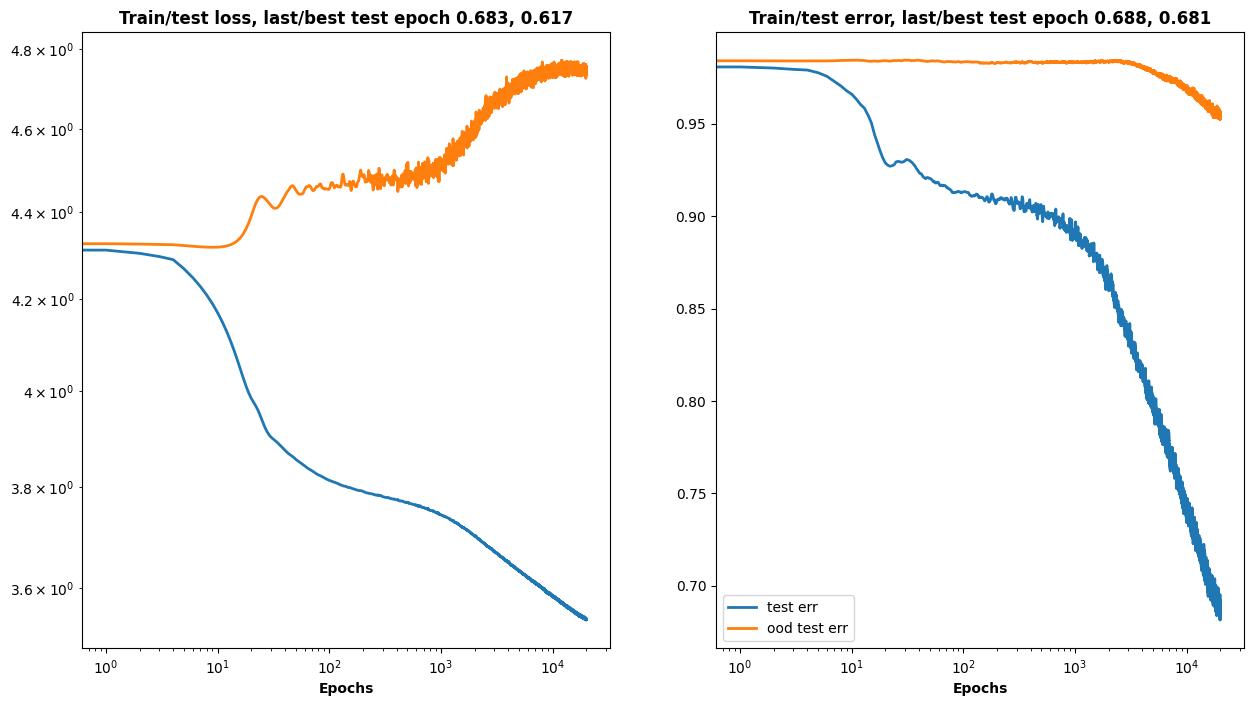 Train/test loss, last/best test epoch 0.683, 0.617
4.8 × 10⁰
4.6 × 10⁰
4.4 × 10⁰
4.2 × 10⁰
4 × 10⁰
3.8 × 10⁰
3.6 × 10⁰
10⁰ 10¹ 10² 10³ 10⁴
Epochs
Train/test error, last/best test epoch 0.688, 0.681
0.95
0.90
0.85
0.80
0.75
0.70
test err
ood test err
10⁰ 10¹ 10² 10³ 10⁴
Epochs